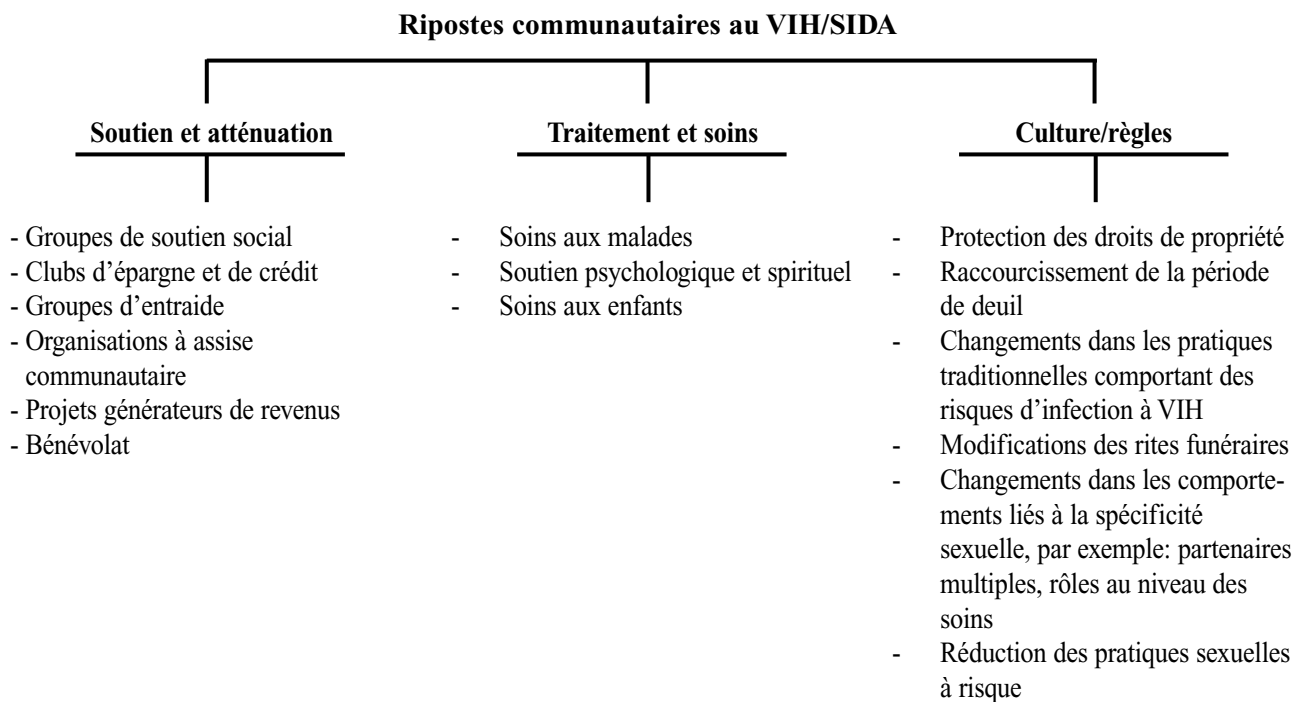 Ripostes communautaires au VIH/SIDA
Soutien et atténuation
- Groupes de soutien social
- Clubs d’épargne et de crédit
- Groupes d’entraide
- Organisations à assise
communautaire
- Projets générateurs de revenus
- Bénévolat
Traitement et soins
- Soins aux malades
- Soutien psychologique et spirituel
- Soins aux enfants
Culture/règles
- Protection des droits de propriété
- Raccourcissement de la période
de deuil
- Changements dans les pratiques
traditionnelles comportant des
risques d’infection à VIH
- Modifications des rites funéraires
- Changements dans les comporte-
ments liés à la spécificité
sexuelle, par exemple: partenaires
multiples, rôles au niveau des
soins
- Réduction des pratiques sexuelles
à risque